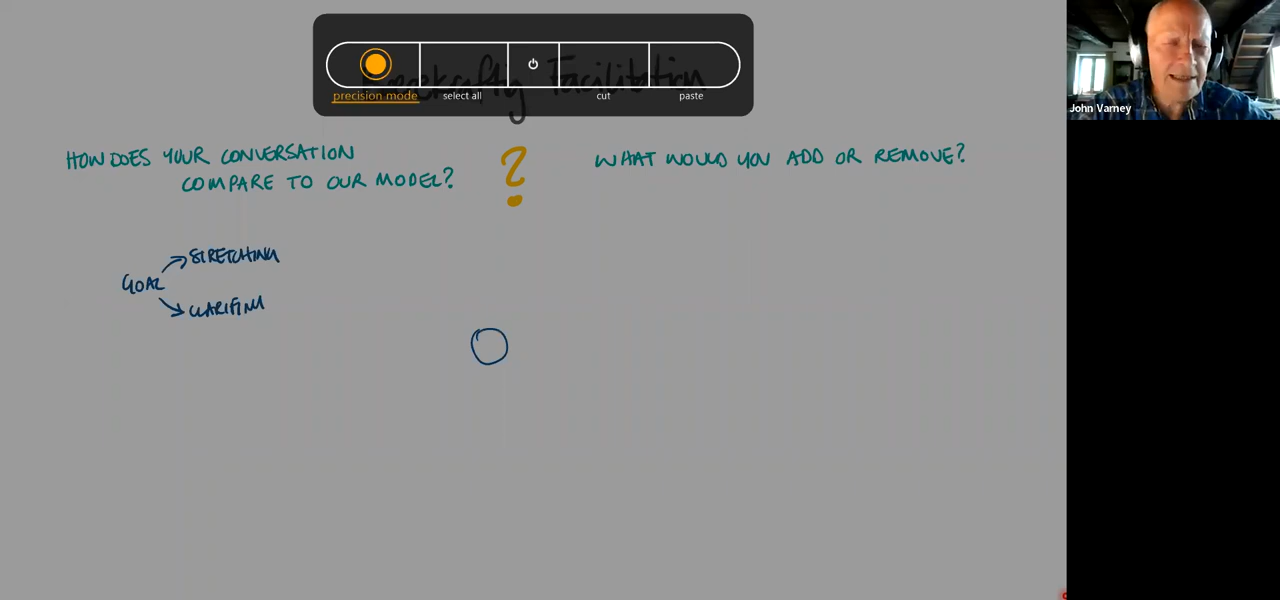 Facilitation
precision mode
select all
cut
paste
John Varney
HOW DOES YOUR CONVERSATION
COMPARE TO OUR MODEL?
?
WHAT WOULD YOU ADD OR REMOVE?
STRETCHING
GOAL